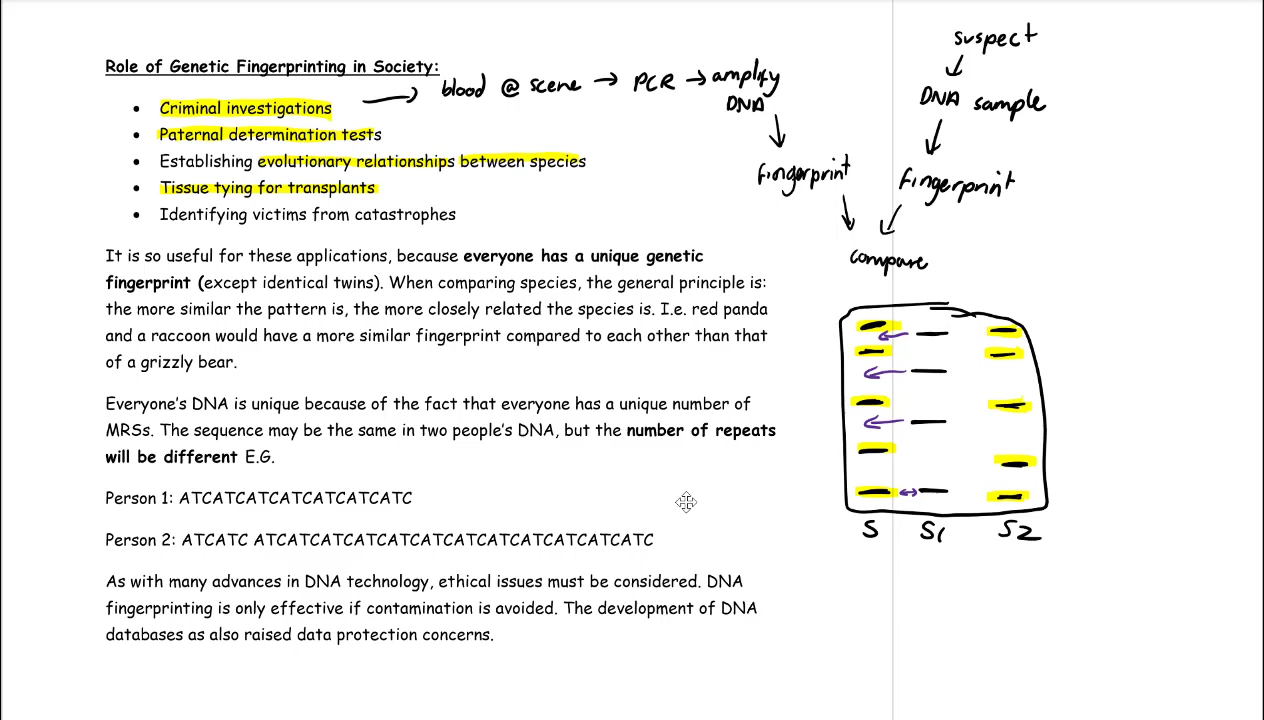 Role of Genetic Fingerprinting in Society:
Criminal investigations
Paternal determination tests
Establishing evolutionary relationships between species
Tissue tying for transplants
Identifying victims from catastrophes
blood @ scene → PCR → amplify
DNA
fingerprint
suspect
DNA sample
fingerprint
compare
It is so useful for these applications, because everyone has a unique genetic
fingerprint (except identical twins). When comparing species, the general principle is:
the more similar the pattern is, the more closely related the species is. I.e. red panda
and a raccoon would have a more similar fingerprint compared to each other than that
of a grizzly bear.
Everyone's DNA is unique because of the fact that everyone has a unique number of
MRSs. The sequence may be the same in two people's DNA, but the number of repeats
will be different E.G.
Person 1: ATCATCATCATCATCATCATC
Person 2: ATCATC ATCATCATCATCATCATCATCATCATCATCATCATC
As with many advances in DNA technology, ethical issues must be considered. DNA
fingerprinting is only effective if contamination is avoided. The development of DNA
databases as also raised data protection concerns.
S S1 S2